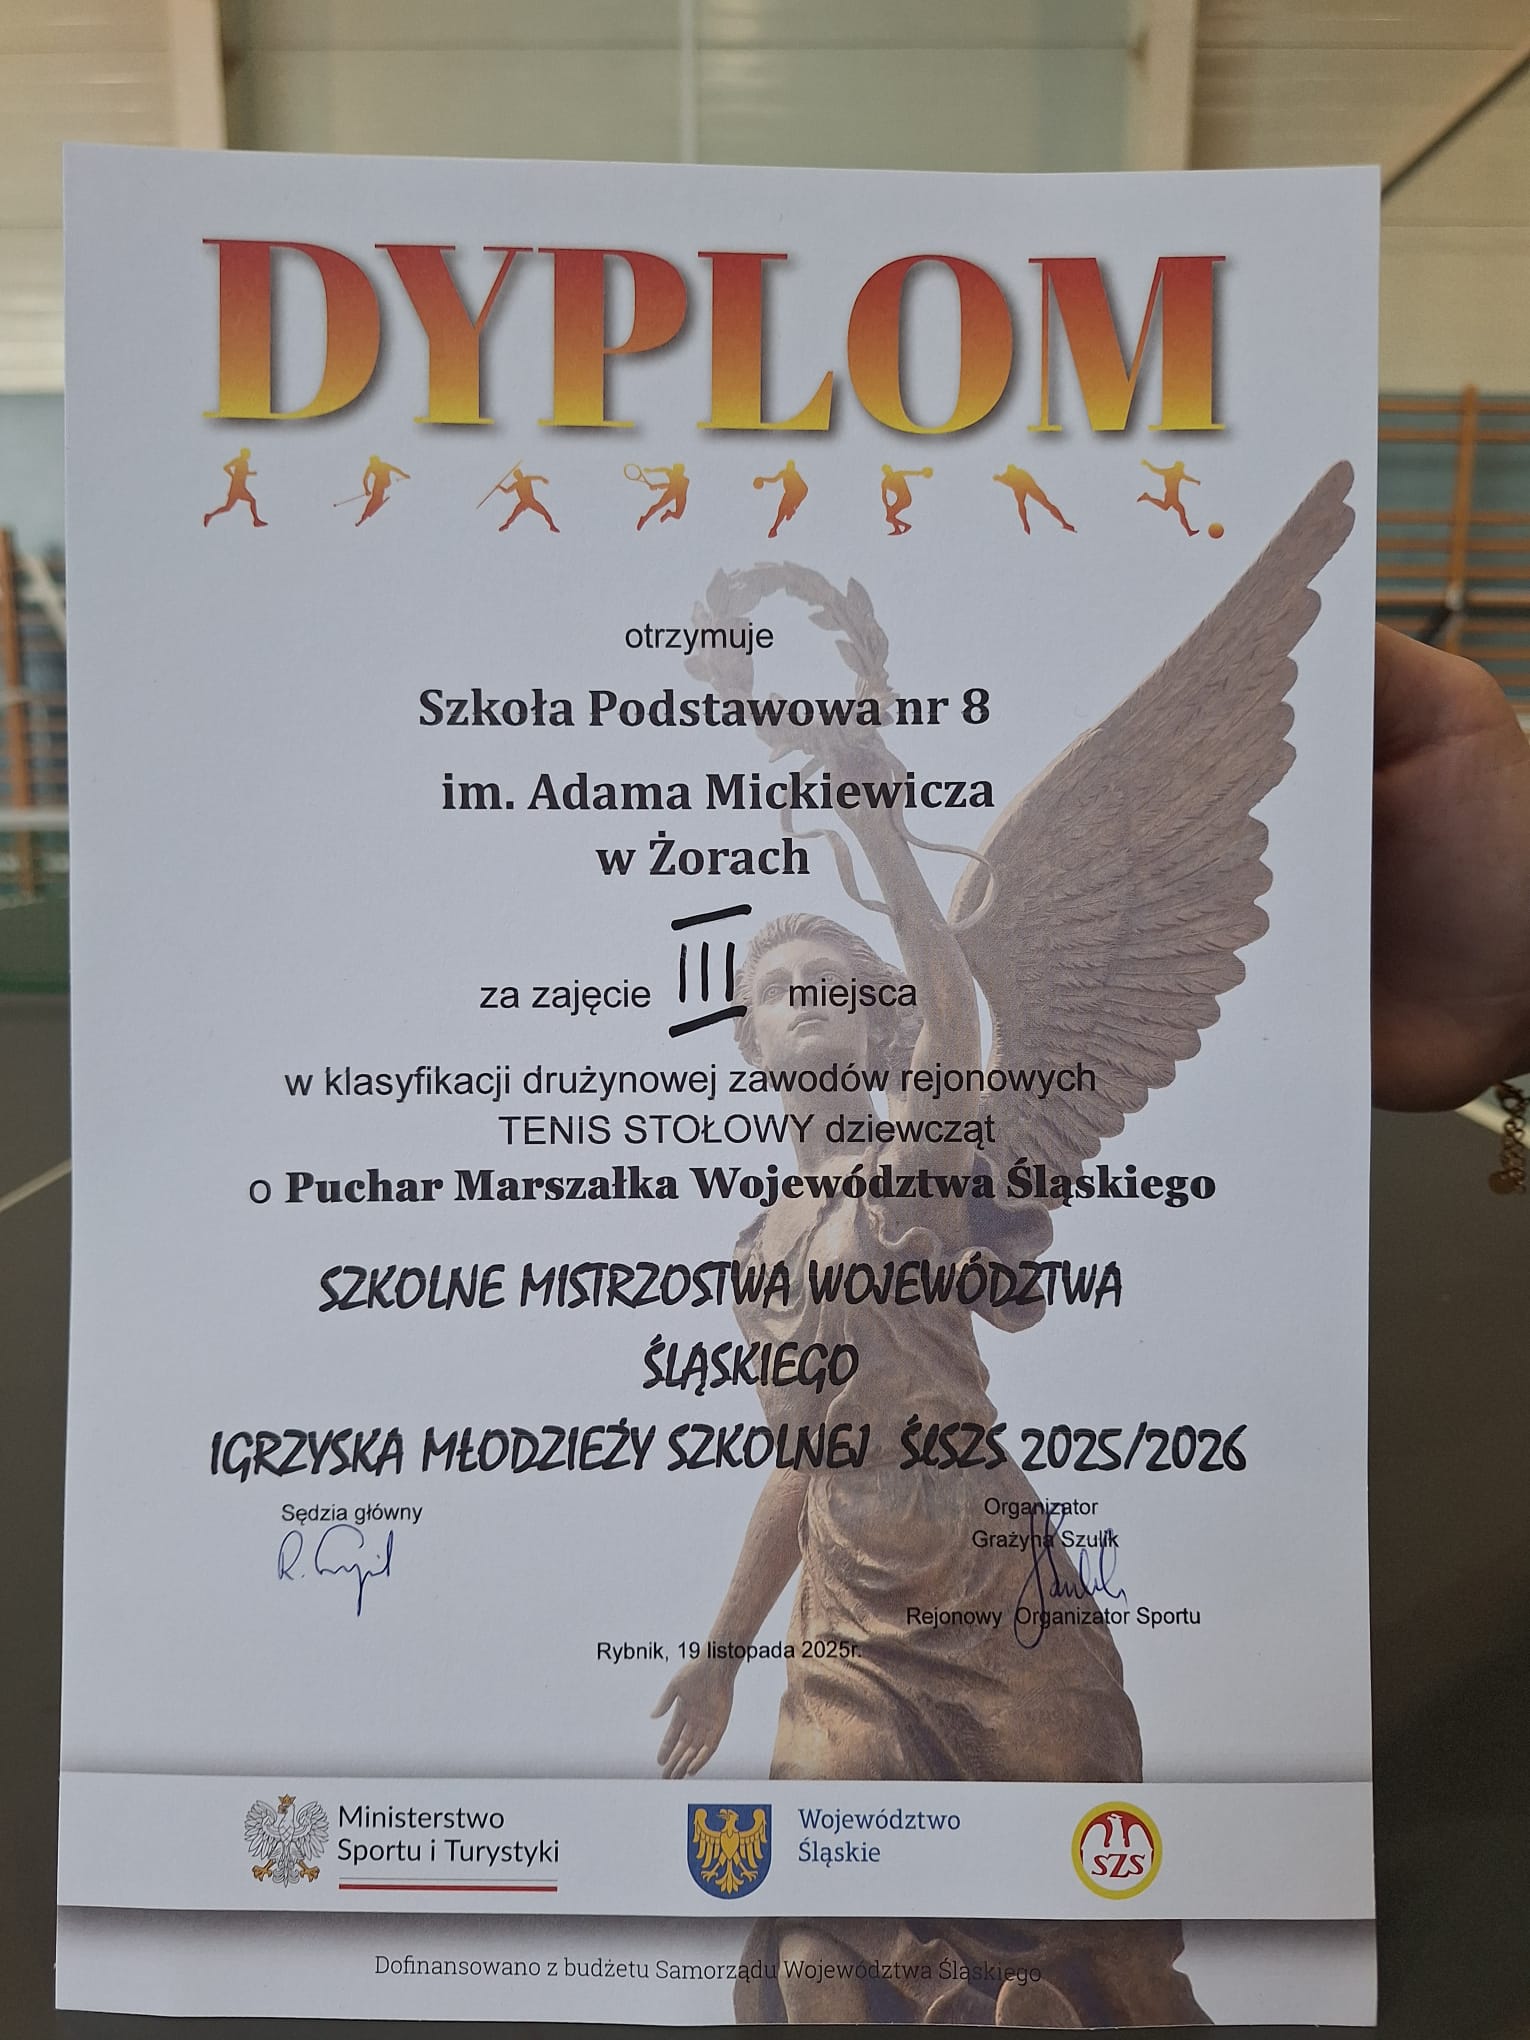 DYPLOM
otrzymuje
Szkoła Podstawowa nr 8
im. Adama Mickiewicza
w Żorach
za zajęcie III miejsca
w klasyfikacji drużynowej zawodów rejonowych
TENIS STOŁOWY dziewcząt
o Puchar Marszałka Województwa Śląskiego
SZKOLNE MISTRZOSTWA WOJEWÓDZTWA
ŚLĄSKIEGO
IGRZYSKA MŁODZIEŻY SZKOLNEJ ŚLSZS 2025/2026
Sędzia główny
Organizator
Grażyna Szulik
Rejonowy Organizator Sportu
Rybnik, 19 listopada 2025r.
Ministerstwo
Sportu i Turystyki
Województwo
Śląskie
SZS
Dofinansowano z budżetu Samorządu Województwa Śląskiego